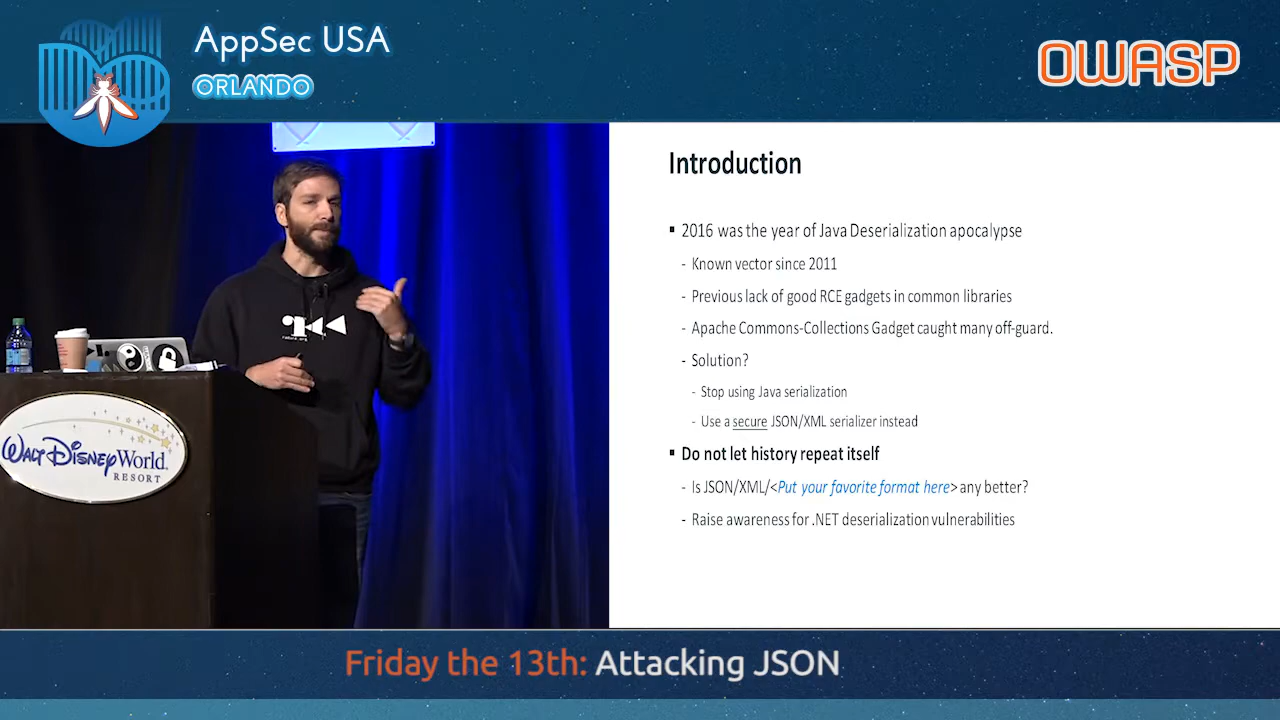 AppSec USA
ORLANDO
OWASP
Introduction
▪ 2016 was the year of Java Deserialization apocalypse
- Known vector since 2011
- Previous lack of good RCE gadgets in common libraries
- Apache Commons-Collections Gadget caught many off-guard.
- Solution?
- Stop using Java serialization
- Use a secure JSON/XML serializer instead
▪ Do not let history repeat itself
- Is JSON/XML/<Put your favorite format here> any better?
- Raise awareness for .NET deserialization vulnerabilities
WALT DISNEY World.
RESORT
Friday the 13th: Attacking JSON